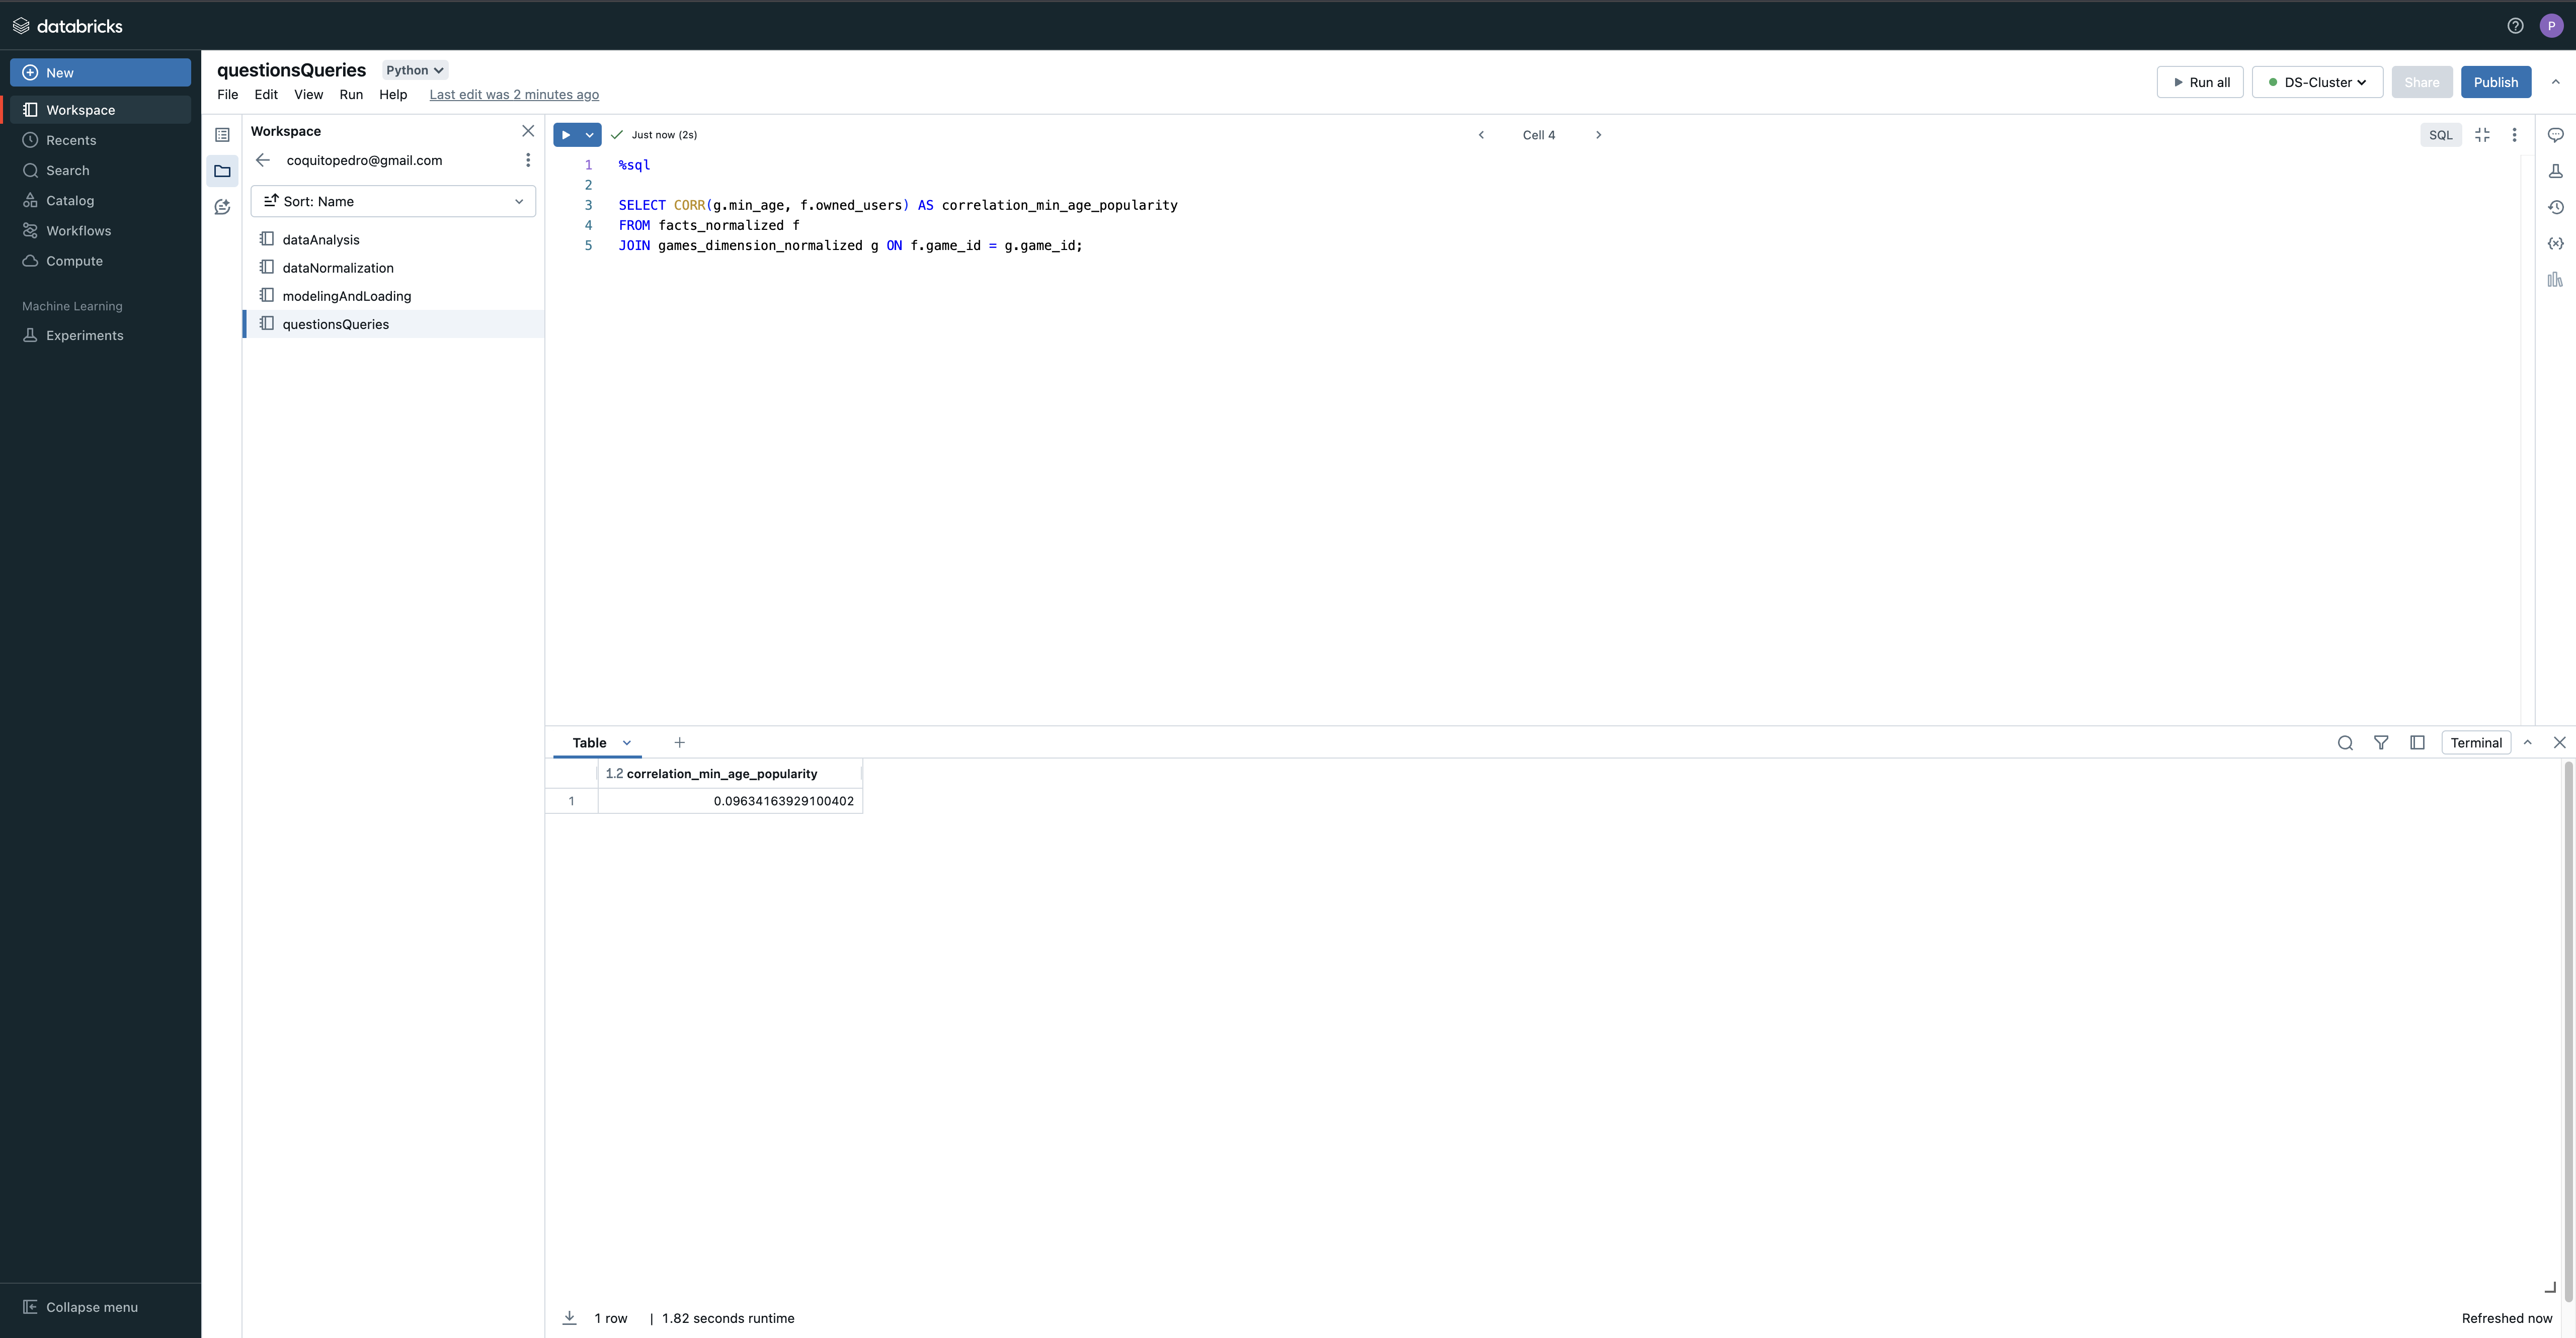 databricks
P
New
Workspace
Recents
Search
Catalog
Workflows
Compute
Machine Learning
Experiments
Collapse menu
questionsQueries Python
File Edit View Run Help Last edit was 2 minutes ago
Run all DS-Cluster Share Publish
Workspace
coquitopedro@gmail.com
Sort: Name
dataAnalysis
dataNormalization
modelingAndLoading
questionsQueries
Just now (2s) Cell 4 SQL
1 %sql
2
3 SELECT CORR(g.min_age, f.owned_users) AS correlation_min_age_popularity
4 FROM facts_normalized f
5 JOIN games_dimension_normalized g ON f.game_id = g.game_id;
Table + Terminal
1.2 correlation_min_age_popularity
1 0.09634163929100402
1 row | 1.82 seconds runtime Refreshed now